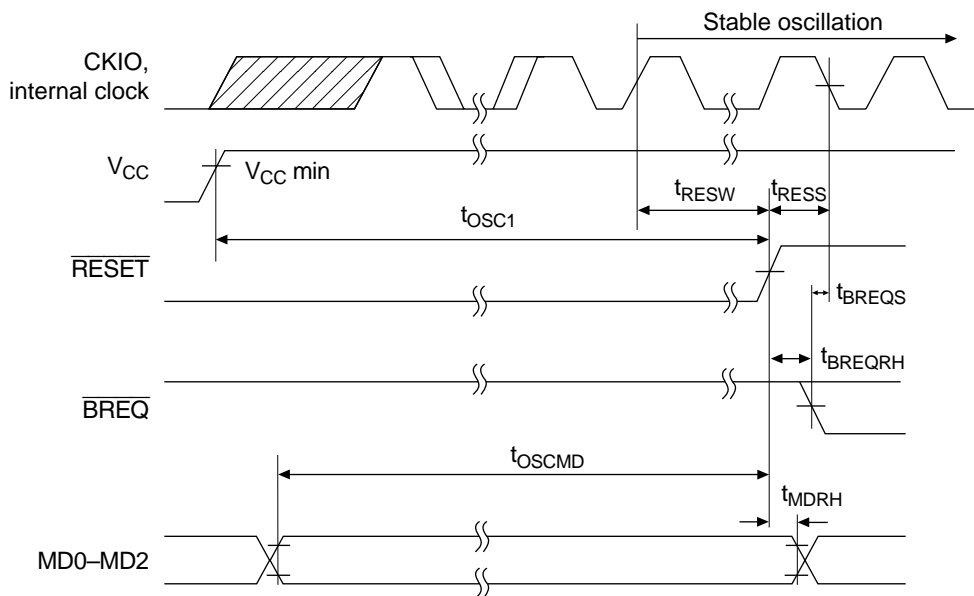 Stable oscillation
CKIO,
internal clock
VCC
VCC min
tRESW
tRESS
tOSC1
RESET
tBREQS
tBREQRH
BREQ
tOSCMD
tMDRH
MD0–MD2